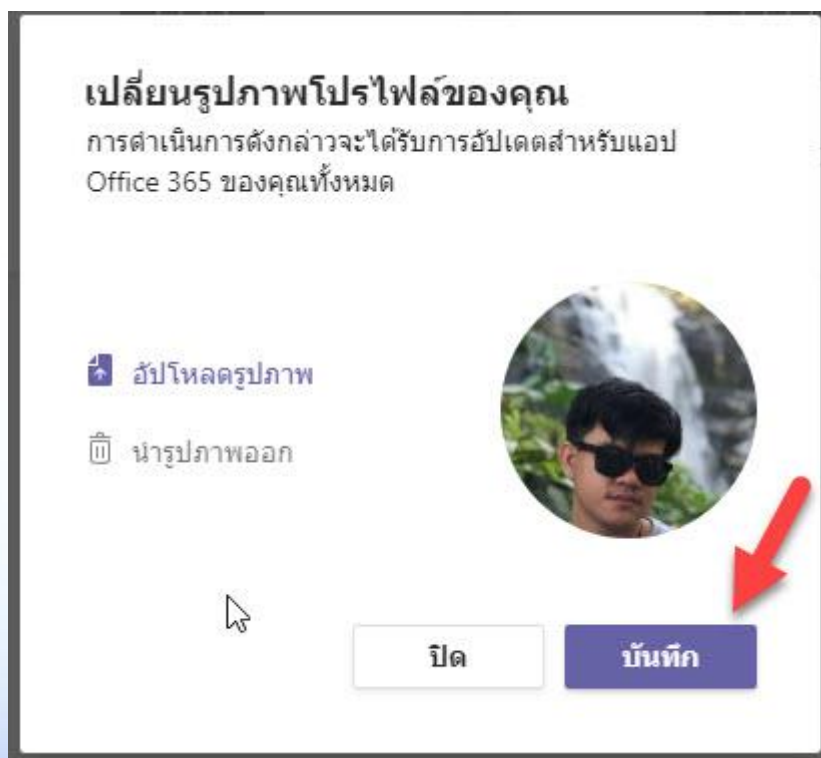 เปลี่ยนรูปภาพโปรไฟล์ของคุณ
การดำเนินการดังกล่าวจะได้รับการอัปเดตสำหรับแอป
Office 365 ของคุณทั้งหมด
อัปโหลดรูปภาพ
นำรูปภาพออก
ปิด
บันทึก